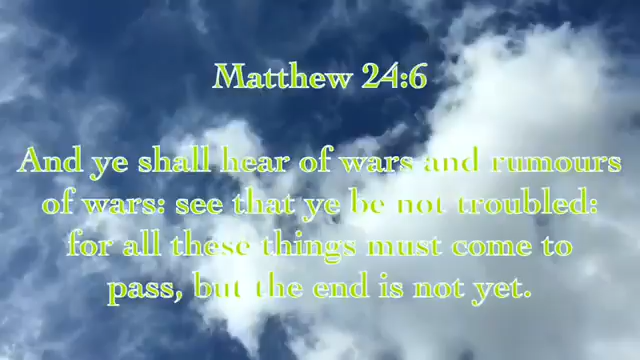 Matthew 24:6
And ye shall hear of wars and rumours
of wars: see that ye be not troubled:
for all these things must come to
pass, but the end is not yet.